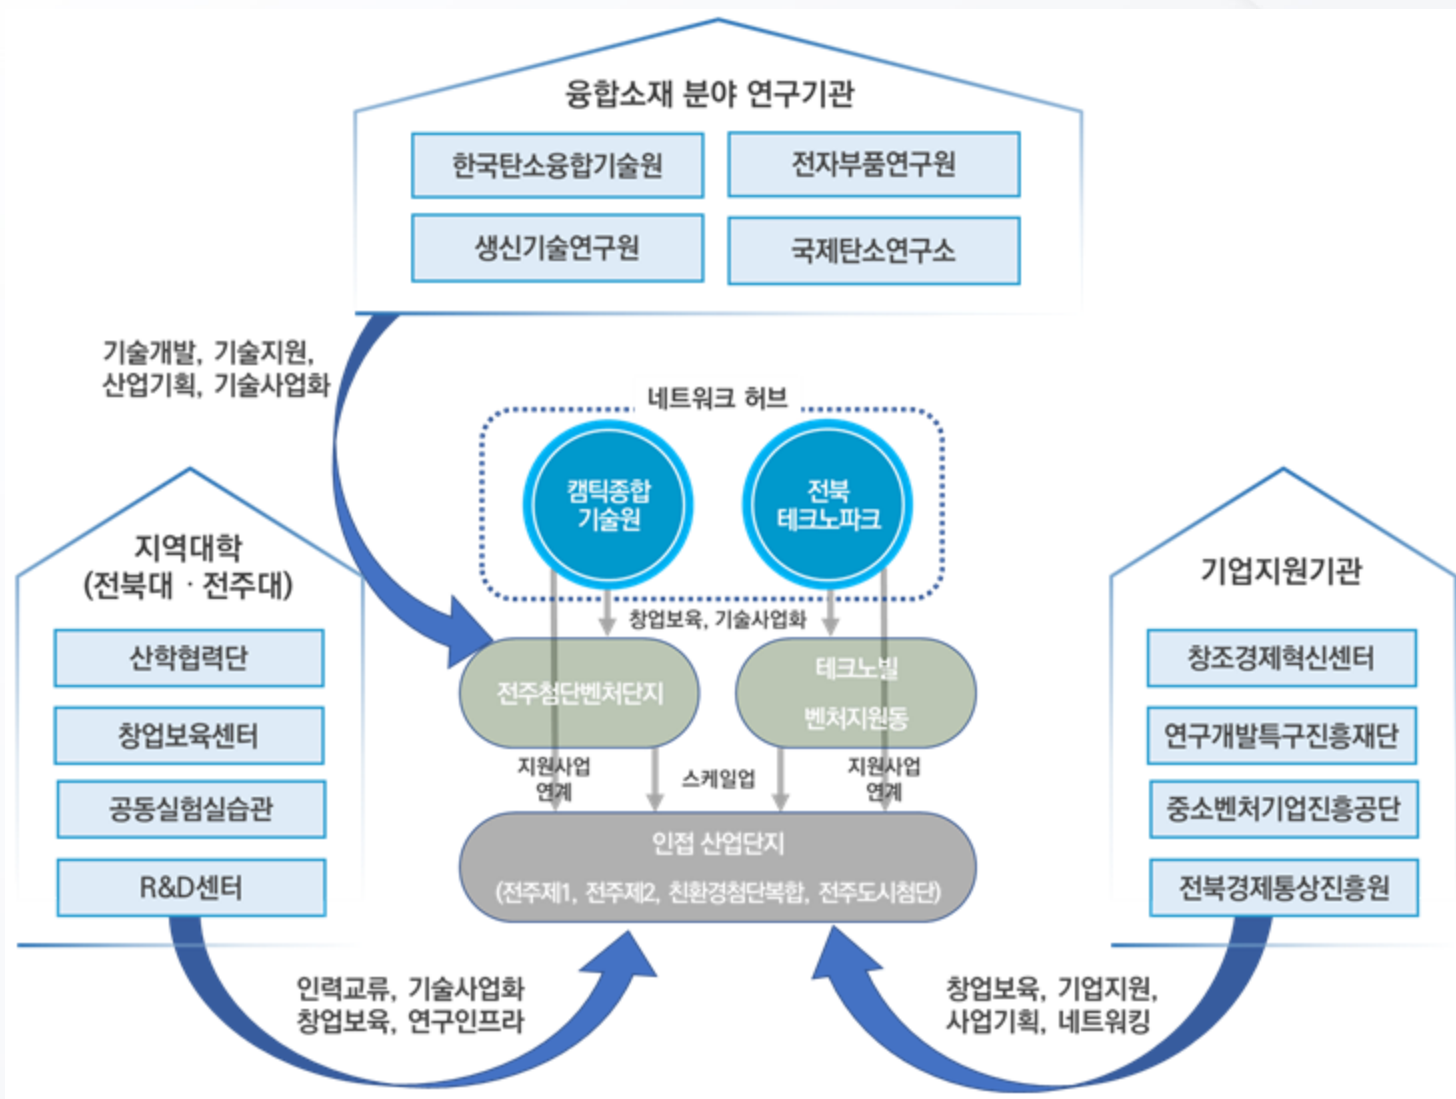 융합소재 분야 연구기관
한국탄소융합기술원
전자부품연구원
생신기술연구원
국제탄소연구소
기술개발, 기술지원,
산업기획, 기술사업화
네트워크 허브
캠틱종합
기술원
전북
테크노파크
창업보육, 기술사업화
전주첨단벤처단지
테크노빌
벤처지원동
지원사업
연계
스케일업
지원사업
연계
인접 산업단지
(전주제1, 전주제2, 친환경첨단복합, 전주도시첨단)
지역대학
(전북대 · 전주대)
산학협력단
창업보육센터
공동실험실습관
R&D센터
인력교류, 기술사업화
창업보육, 연구인프라
기업지원기관
창조경제혁신센터
연구개발특구진흥재단
중소벤처기업진흥공단
전북경제통상진흥원
창업보육, 기업지원,
사업기획, 네트워킹